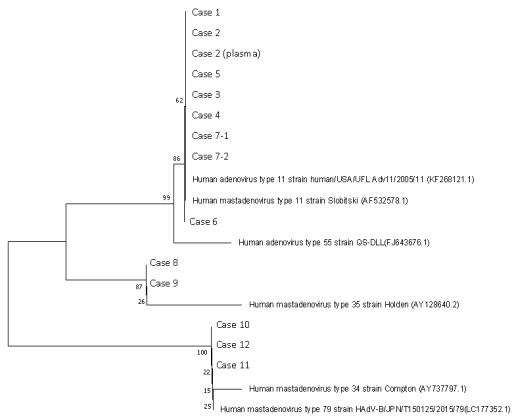 Case 1
Case 2
Case 2 (plasma)
Case 5
Case 3
62
Case 4
Case 7-1
Case 7-2
86
Human adenovirus type 11 strain human/USA/UFL Adv11/2005/11 (KF268121.1)
99
Human mastadenovirus type 11 strain Slobitski (AF532578.1)
Case 6
Human adenovirus type 55 strain QS-DLL(FJ643676.1)
Case 8
Case 9
87
26
Human mastadenovirus type 35 strain Holden (AY128640.2)
Case 10
Case 12
100
Case 11
22
Human mastadenovirus type 34 strain Compton (AY737797.1)
15
25
Human mastadenovirus type 79 strain HAdV-B/JPN/T150125/2015/79(LC177352.1)